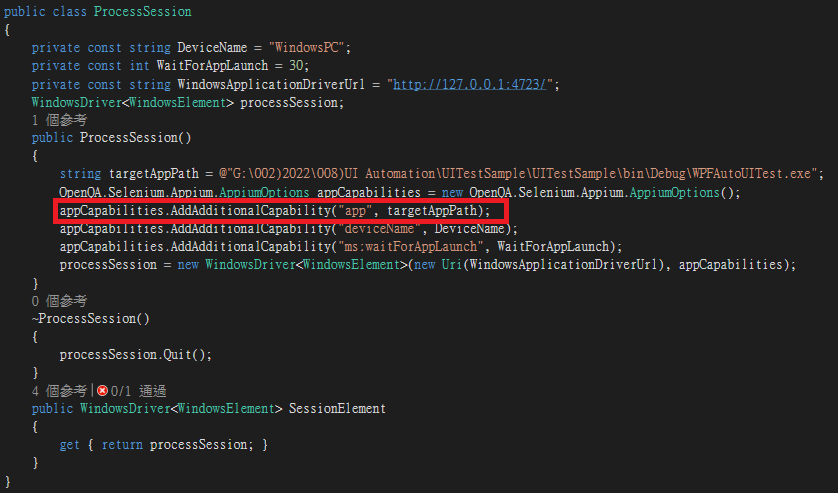 public class ProcessSession
{
private const string DeviceName = "WindowsPC";
private const int WaitForAppLaunch = 30;
private const string WindowsApplicationDriverUrl = "http://127.0.0.1:4723/";
WindowsDriver<WindowsElement> processSession;
1 個參考
public ProcessSession()
{
string targetAppPath = @"G:\002)2022\008)UI Automation\UITestSample\UITestSample\bin\Debug\WPFAutoUITest.exe";
OpenQA.Selenium.Appium.AppiumOptions appCapabilities = new OpenQA.Selenium.Appium.AppiumOptions();
appCapabilities.AddAdditionalCapability("app", targetAppPath);
appCapabilities.AddAdditionalCapability("deviceName", DeviceName);
appCapabilities.AddAdditionalCapability("ms:waitForAppLaunch", WaitForAppLaunch);
processSession = new WindowsDriver<WindowsElement>(new Uri(WindowsApplicationDriverUrl), appCapabilities);
}
0 個參考
~ProcessSession()
{
processSession.Quit();
}
4 個參考|0/1 通過
public WindowsDriver<WindowsElement> SessionElement
{
get { return processSession; }
}
}